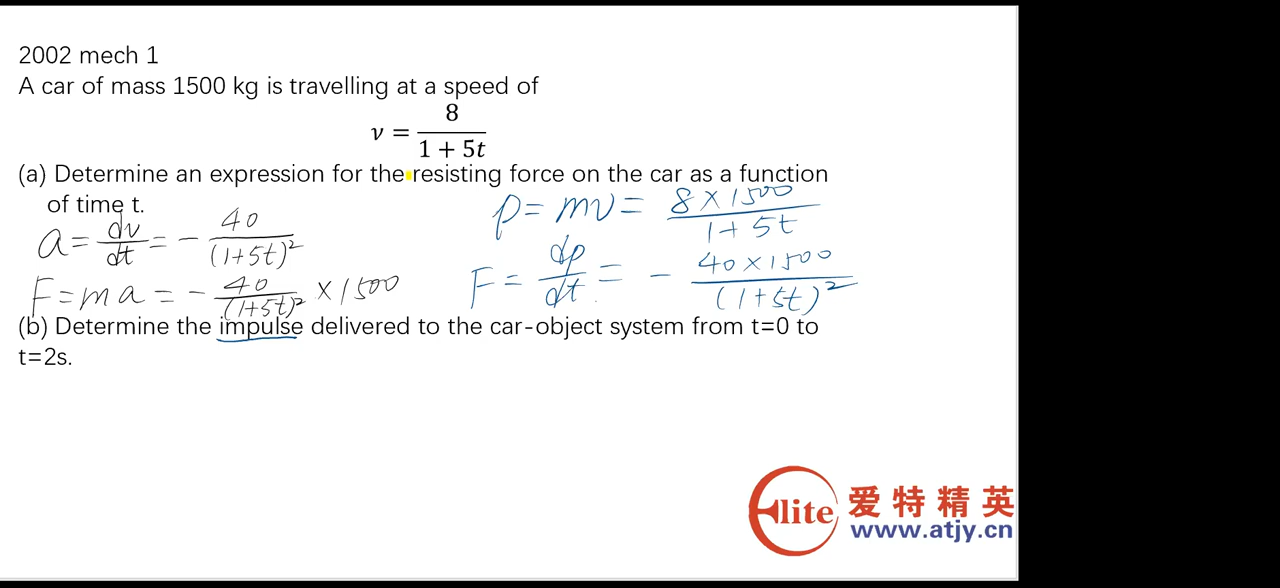 2002 mech 1
A car of mass 1500 kg is travelling at a speed of
v = 8 / (1 + 5t)
(a) Determine an expression for the resisting force on the car as a function
of time t.
a = dv/dt = - 40/(1+5t)²
F = ma = - 40/(1+5t)² × 1500
p = mv = 8 × 1500 / 1 + 5t
F = dp/dt = - 40 × 1500 / (1+5t)²
(b) Determine the impulse delivered to the car-object system from t=0 to
t=2s.
Elite 爱特精英
www.atjy.cn